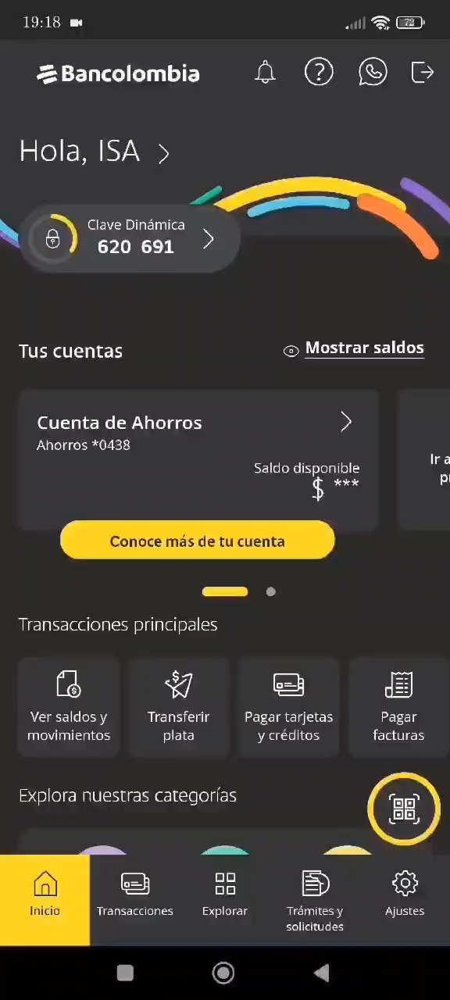 19:18
72
Bancolombia
Hola, ISA
Clave Dinámica
620 691
Tus cuentas
Mostrar saldos
Cuenta de Ahorros
Ahorros *0438
Saldo disponible
$ ***
Ir a
p
Conoce más de tu cuenta
Transacciones principales
Ver saldos y
movimientos
Transferir
plata
Pagar tarjetas
y créditos
Pagar
facturas
Explora nuestras categorías
Inicio
Transacciones
Explorar
Trámites y
solicitudes
Ajustes